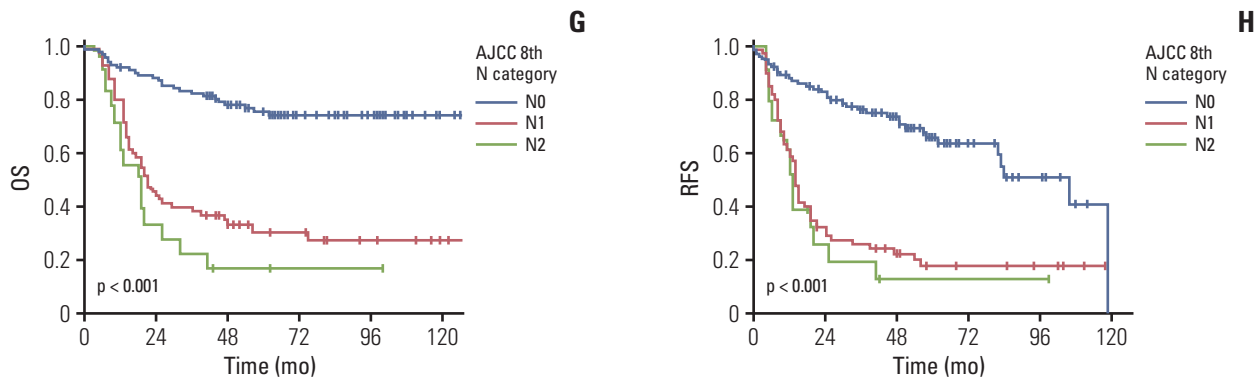 G
OS
1.0
0.8
0.6
0.4
0.2
0
p < 0.001
0 24 48 72 96 120
Time (mo)
AJCC 8th
N category
N0
N1
N2
H
RFS
1.0
0.8
0.6
0.4
0.2
0
p < 0.001
0 24 48 72 96 120
Time (mo)
AJCC 8th
N category
N0
N1
N2